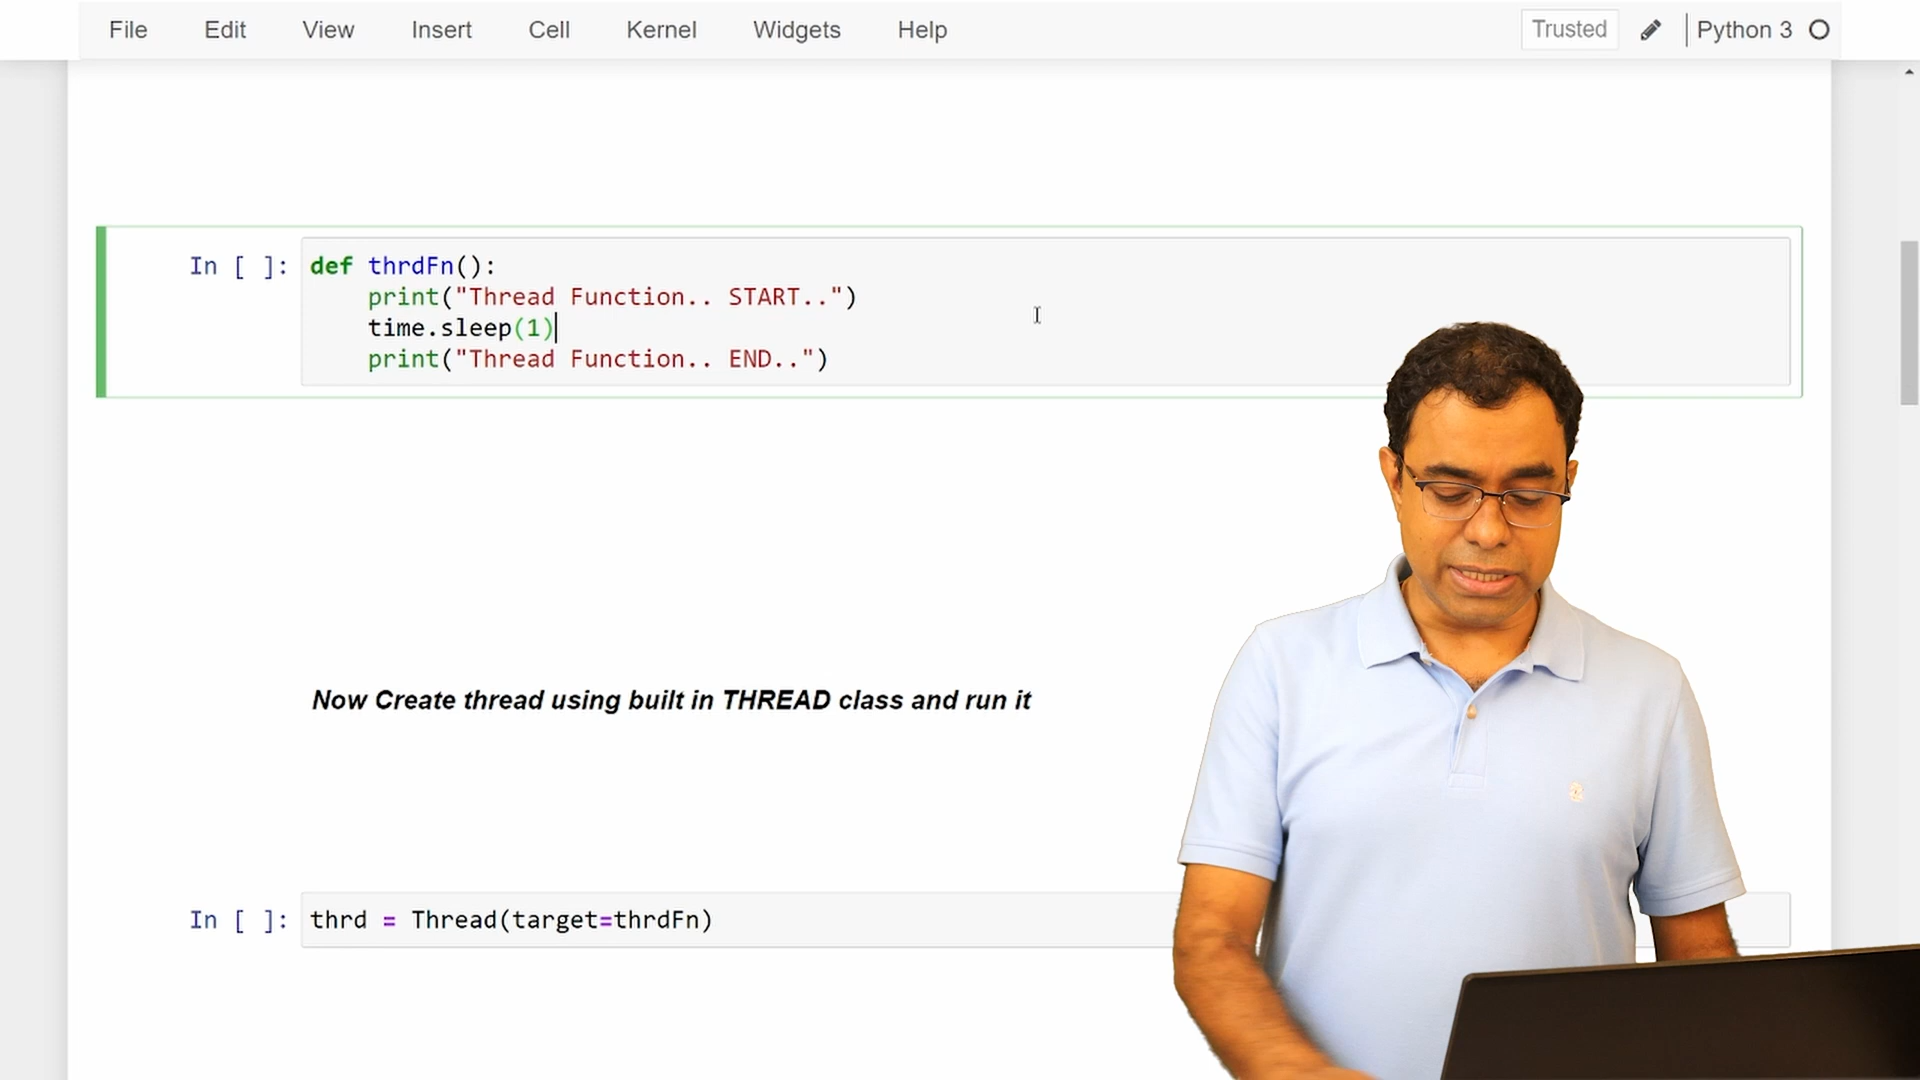 File Edit View Insert Cell Kernel Widgets Help Trusted Python 3
In [ ]: def thrdFn():
print("Thread Function.. START..")
time.sleep(1)
print("Thread Function.. END..")
Now Create thread using built in THREAD class and run it
In [ ]: thrd = Thread(target=thrdFn)